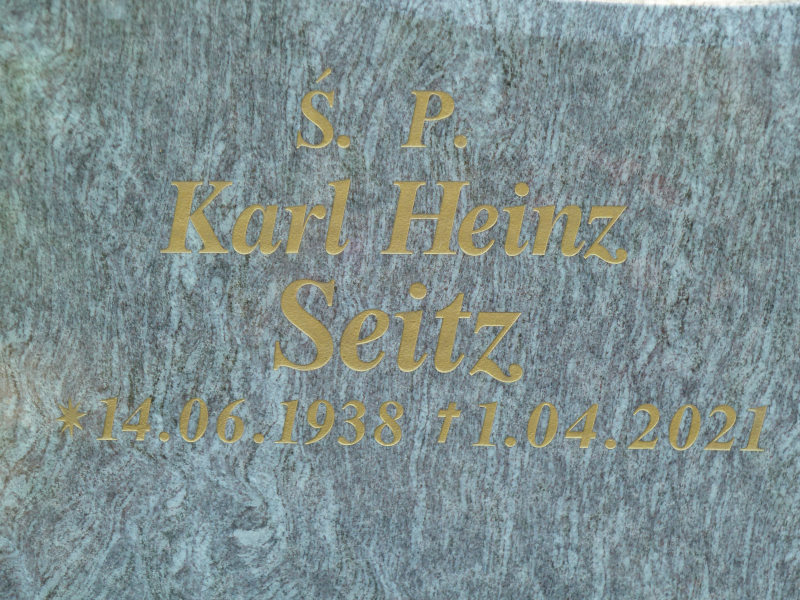 Ś. P.
Karl Heinz
Seitz
✴14.06.1938 ✝1.04.2021